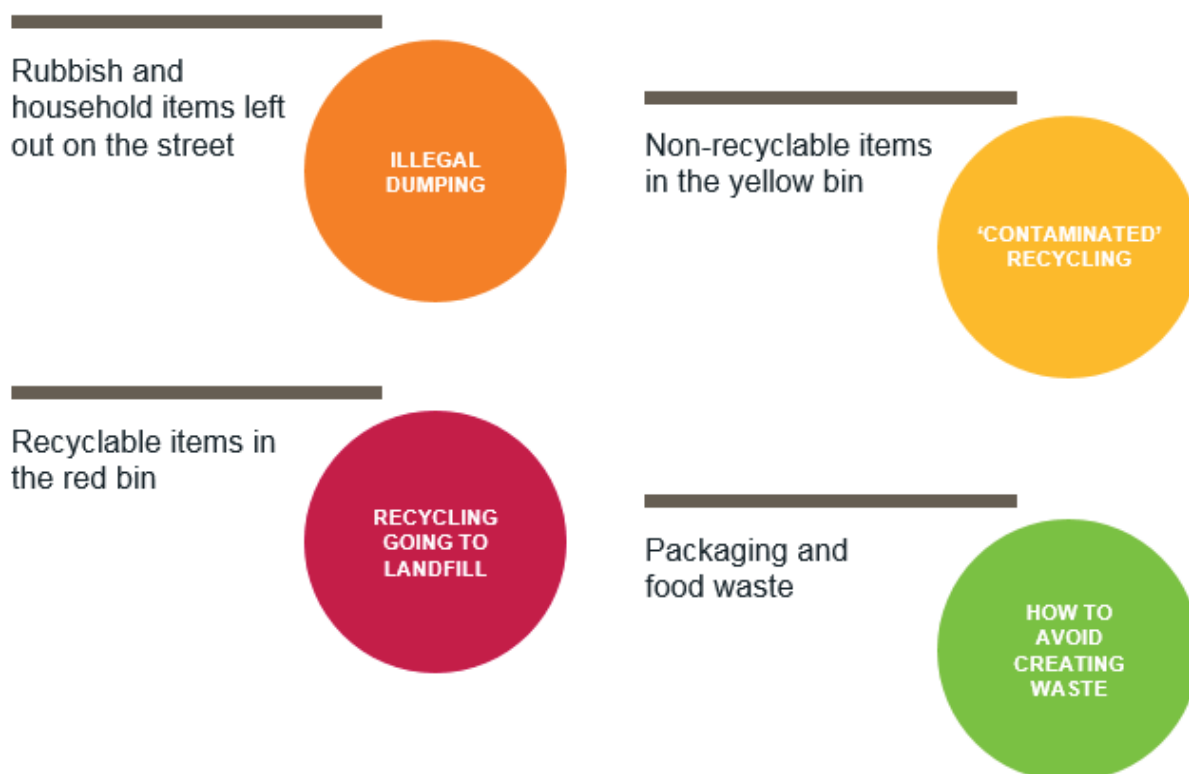 Rubbish and
household items left
out on the street
ILLEGAL
DUMPING
Non-recyclable items
in the yellow bin
‘CONTAMINATED’
RECYCLING
Recyclable items in
the red bin
RECYCLING
GOING TO
LANDFILL
Packaging and
food waste
HOW TO
AVOID
CREATING
WASTE